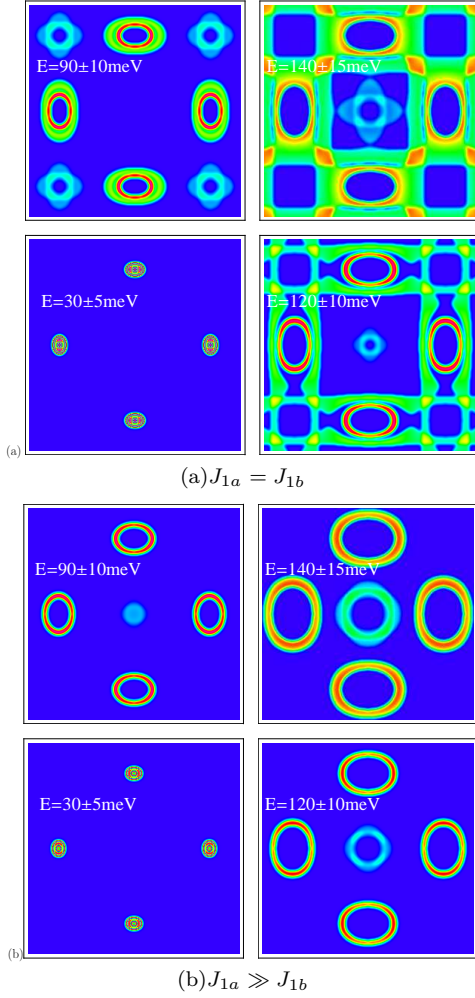 E=90±10meV
E=140±15meV
E=30±5meV
E=120±10meV
(a)
(a)J1a = J1b
E=90±10meV
E=140±15meV
E=30±5meV
E=120±10meV
(b)
(b)J1a ≫ J1b